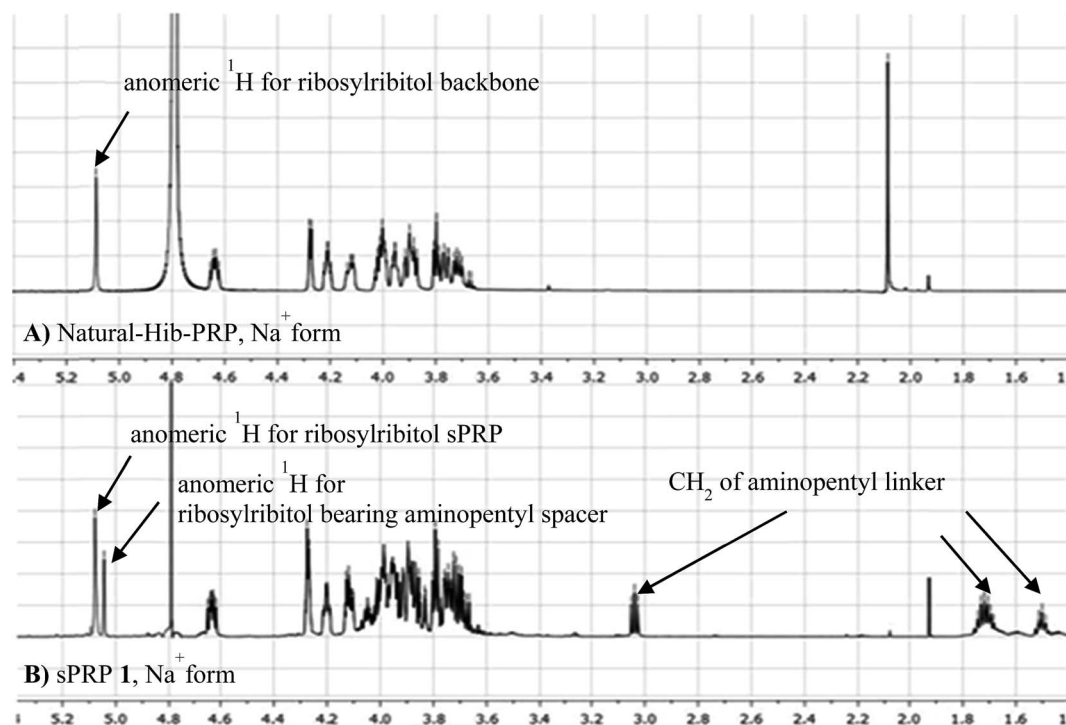 anomeric ¹H for ribosylribitol backbone
A) Natural-Hib-PRP, Na⁺form
.4 5.2 5.0 4.8 4.6 4.4 4.2 4.0 3.8 3.6 3.4 3.2 3.0 2.8 2.6 2.4 2.2 2.0 1.8 1.6 1
anomeric ¹H for ribosylribitol sPRP
anomeric ¹H for
ribosylribitol bearing aminopentyl spacer
CH₂ of aminopentyl linker
B) sPRP 1, Na⁺form
5.2 5.0 4.8 4.6 4.4 4.2 4.0 3.8 3.6 3.4 3.2 3.0 2.8 2.6 2.4 2.2 2.0 1.8 1.6 1